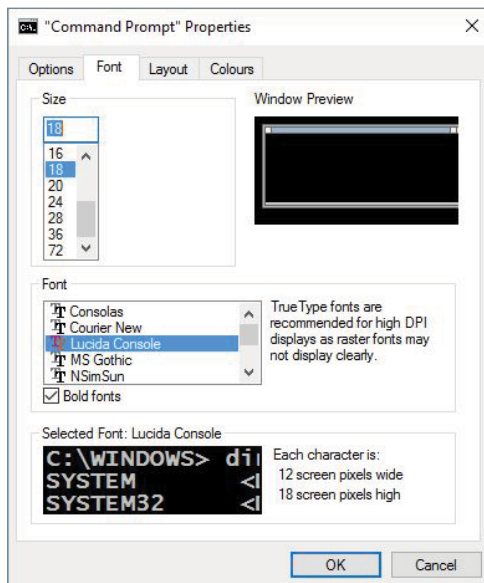 "Command Prompt" Properties
Options Font Layout Colours
Size
18
16
18
20
24
28
36
72
Window Preview
Font
Consolas
Courier New
Lucida Console
MS Gothic
NSimSun
Bold fonts
TrueType fonts are
recommended for high DPI
displays as raster fonts may
not display clearly.
Selected Font: Lucida Console
C:\WINDOWS> di
SYSTEM <
SYSTEM32 <
Each character is:
12 screen pixels wide
18 screen pixels high
OK Cancel